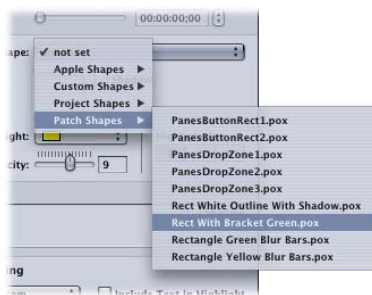 00:00:00;00
ape: ✓ not set
Apple Shapes ▶
Custom Shapes ▶
Project Shapes ▶
Patch Shapes ▶
PanesButtonRect1.pox
PanesButtonRect2.pox
PanesDropZone1.pox
PanesDropZone2.pox
PanesDropZone3.pox
Rect White Outline With Shadow.pox
Rect With Bracket Green.pox
Rectangle Green Blur Bars.pox
Rectangle Yellow Blur Bars.pox
ght:
city: 9
ing
Include Text in Highlight